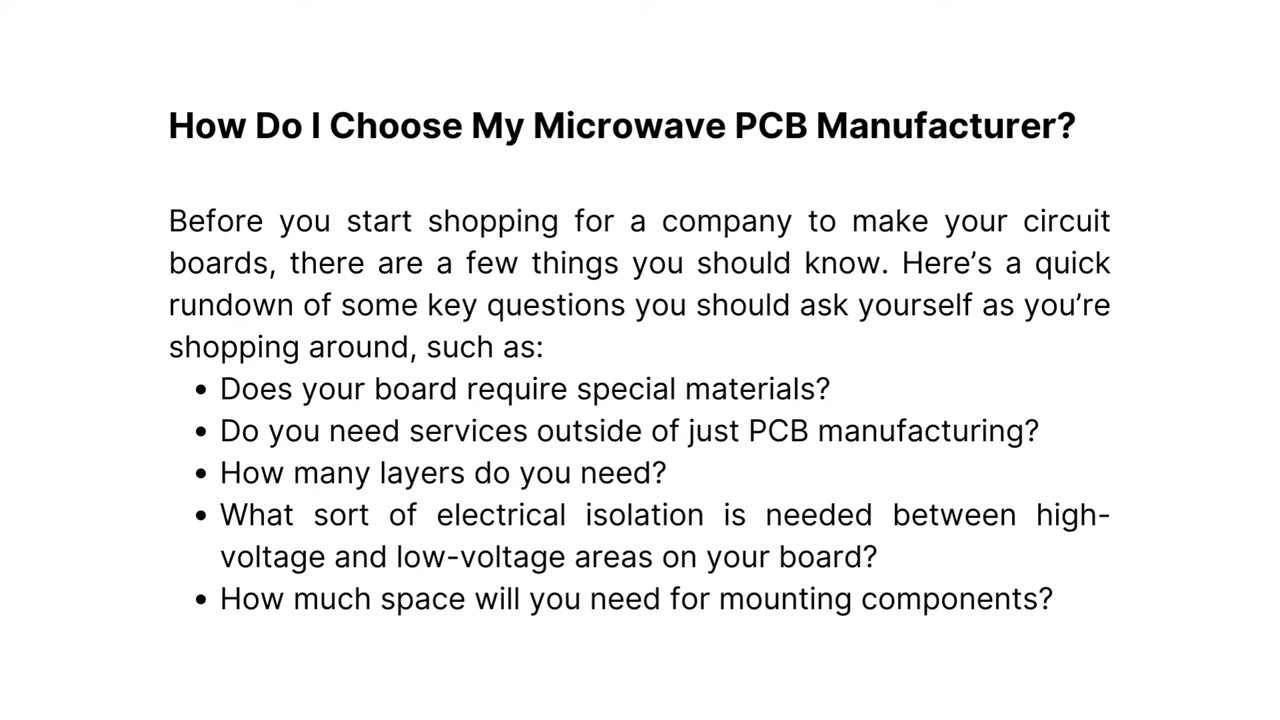 How Do I Choose My Microwave PCB Manufacturer?
Before you start shopping for a company to make your circuit
boards, there are a few things you should know. Here’s a quick
rundown of some key questions you should ask yourself as you’re
shopping around, such as:
• Does your board require special materials?
• Do you need services outside of just PCB manufacturing?
• How many layers do you need?
• What sort of electrical isolation is needed between high-
voltage and low-voltage areas on your board?
• How much space will you need for mounting components?